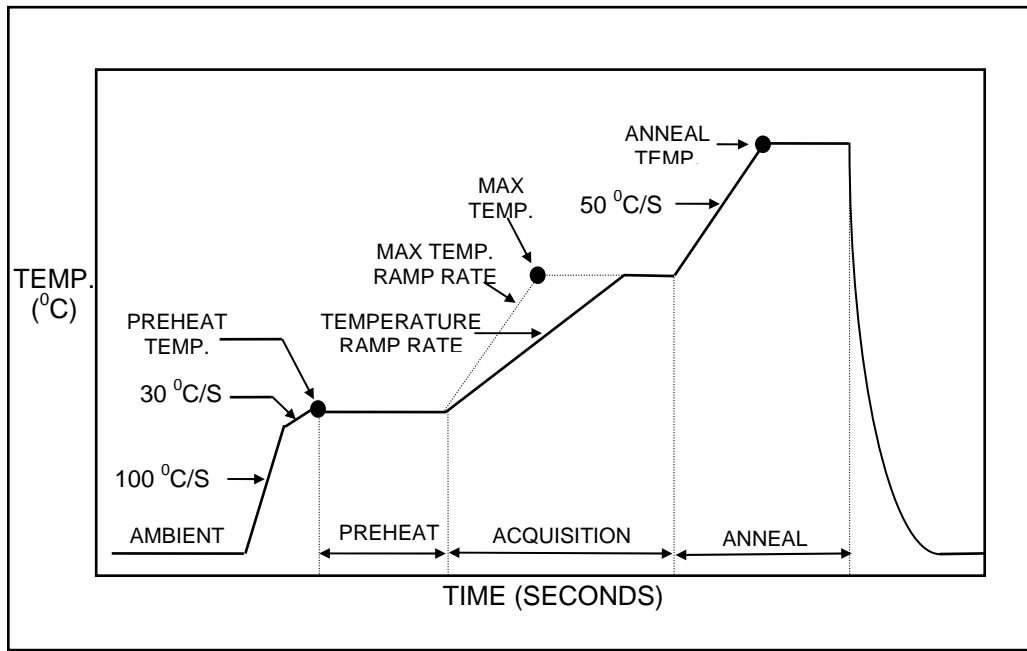 ANNEAL
TEMP.
MAX
TEMP.
50 ⁰C/S
MAX TEMP.
RAMP RATE
TEMP.
(⁰C)
TEMPERATURE
RAMP RATE
PREHEAT
TEMP.
30 ⁰C/S
100 ⁰C/S
AMBIENT
PREHEAT
ACQUISITION
ANNEAL
TIME (SECONDS)